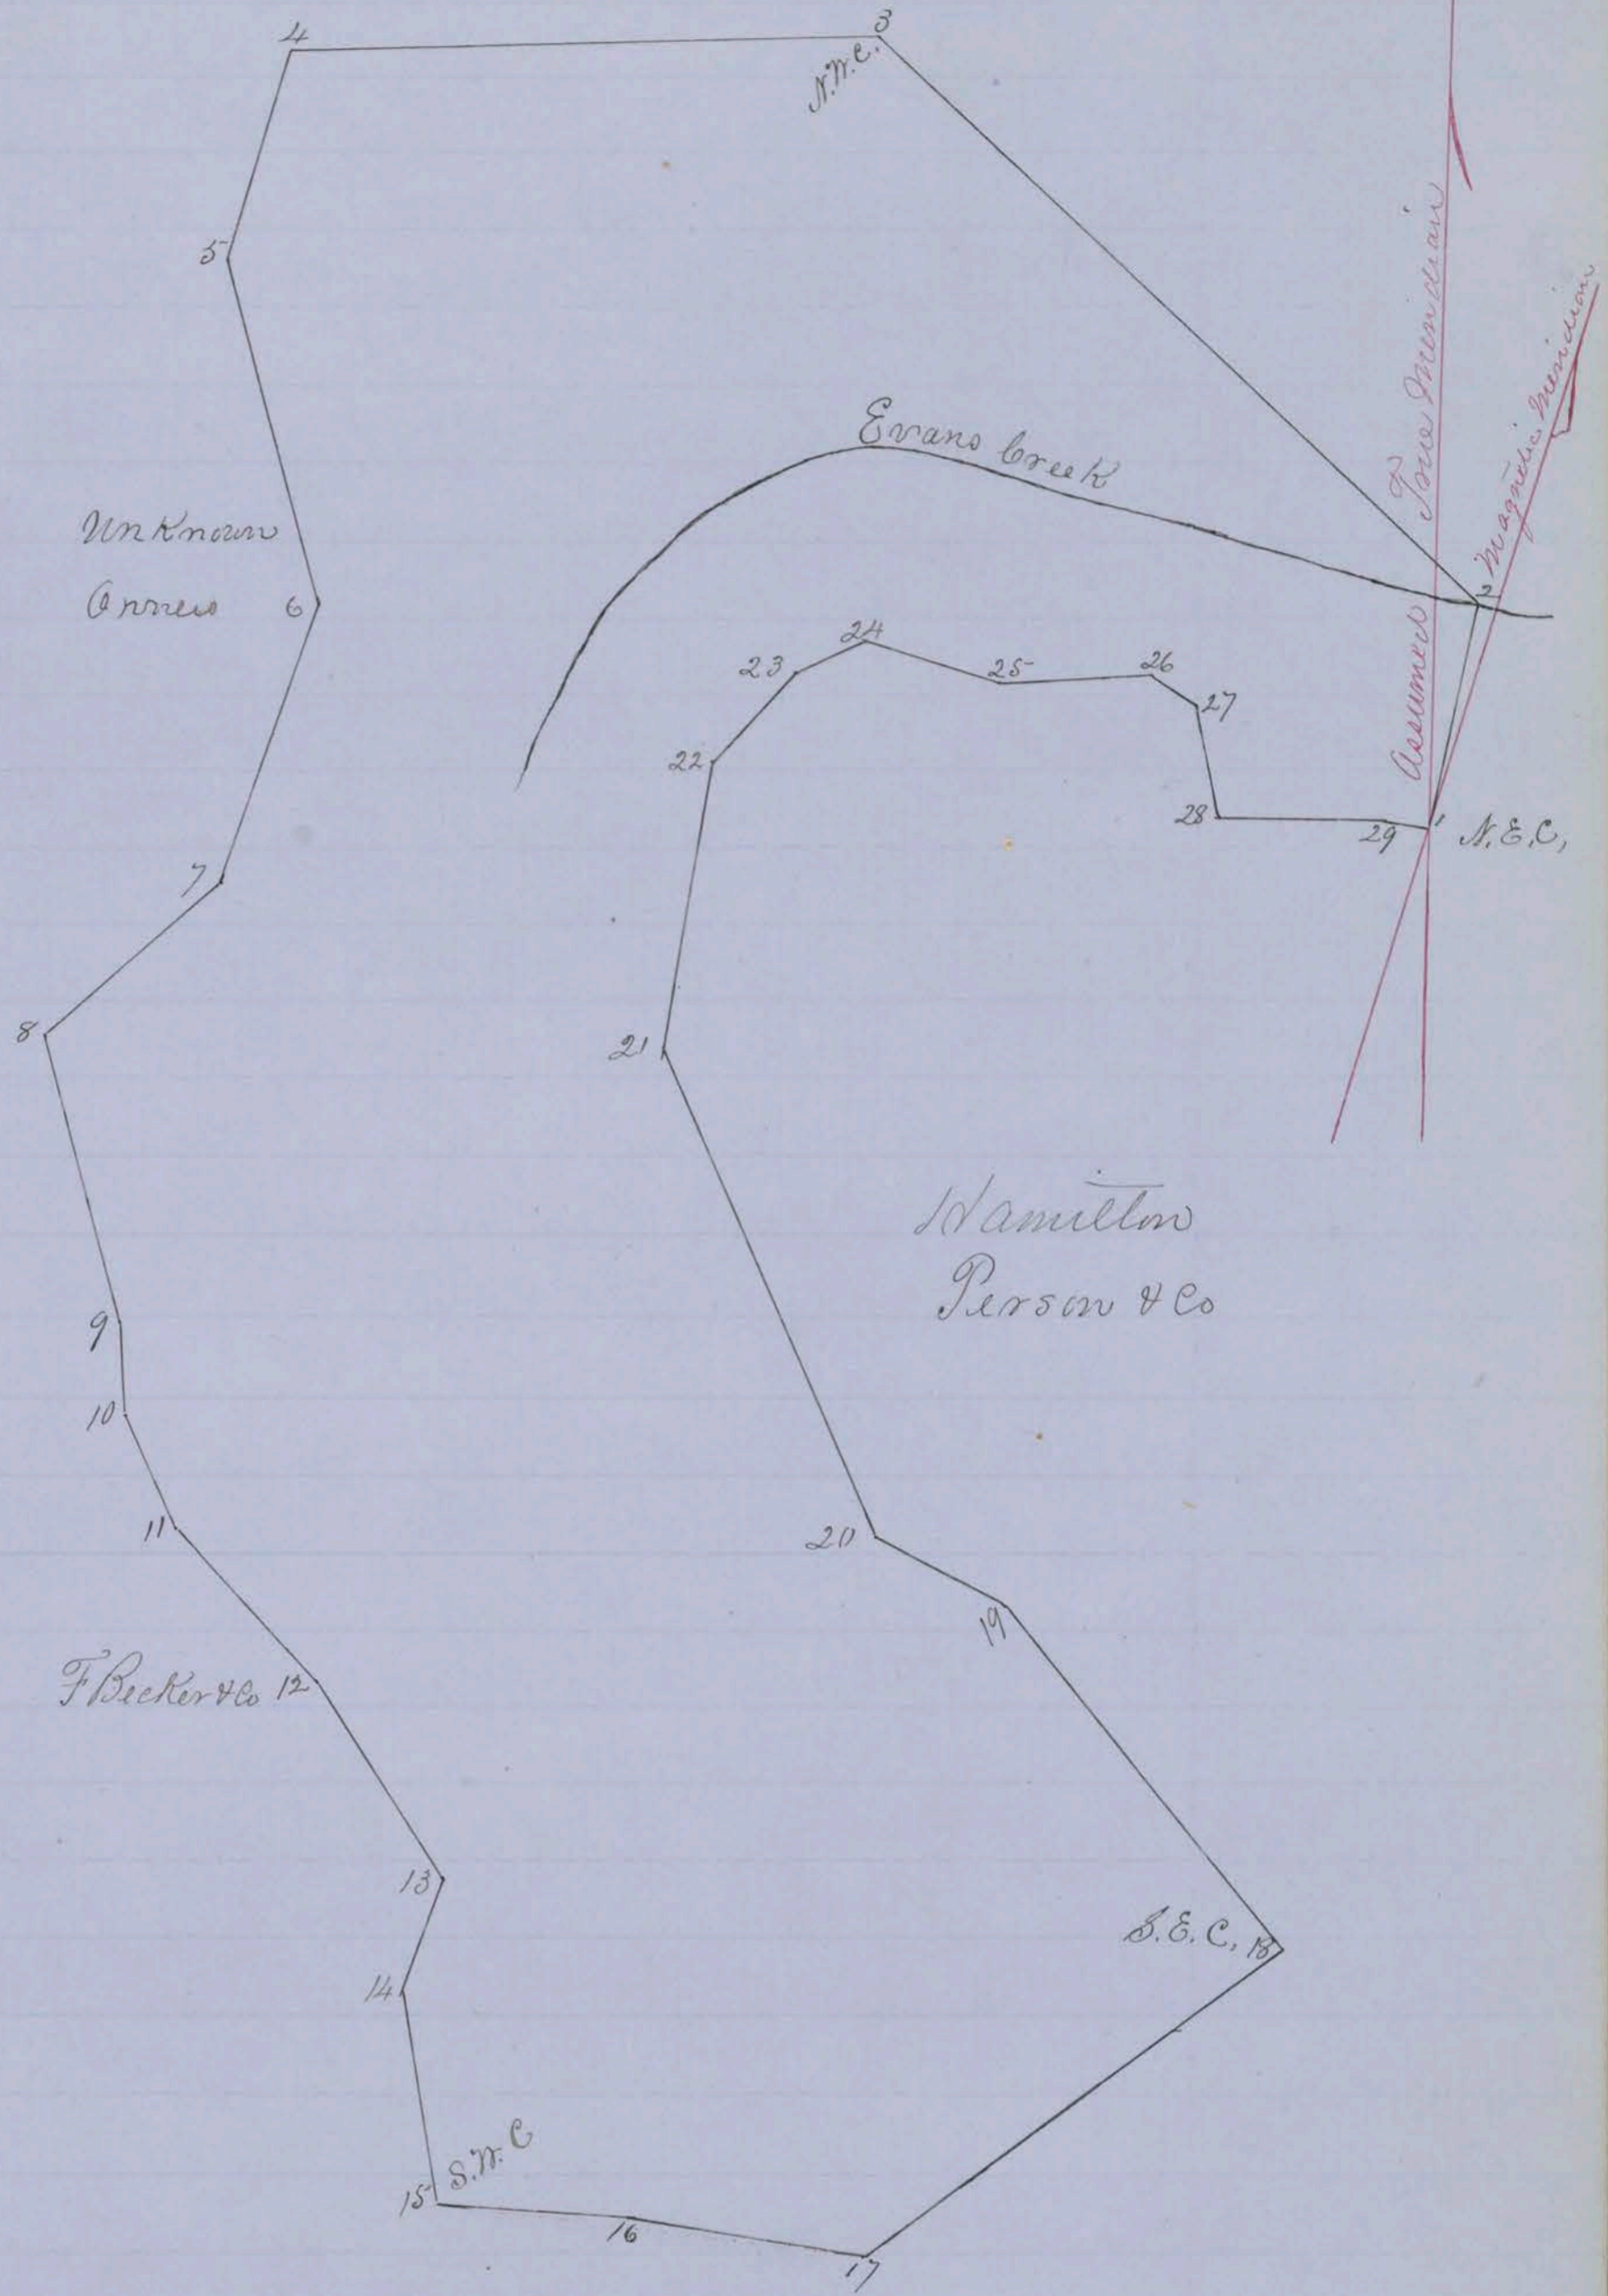 4
3
N.W.C.
5
Assumed True Meridian
Magnetic Meridian
Evans Creek
Unknown
Owners
6
2
24
23
25
26
27
22
28
29
1
N.E.C,
7
8
21
Hamilton
Person & Co
9
10
11
20
19
F Becker & Co
12
13
S.E.C,
18
14
S.W.C
15
16
17